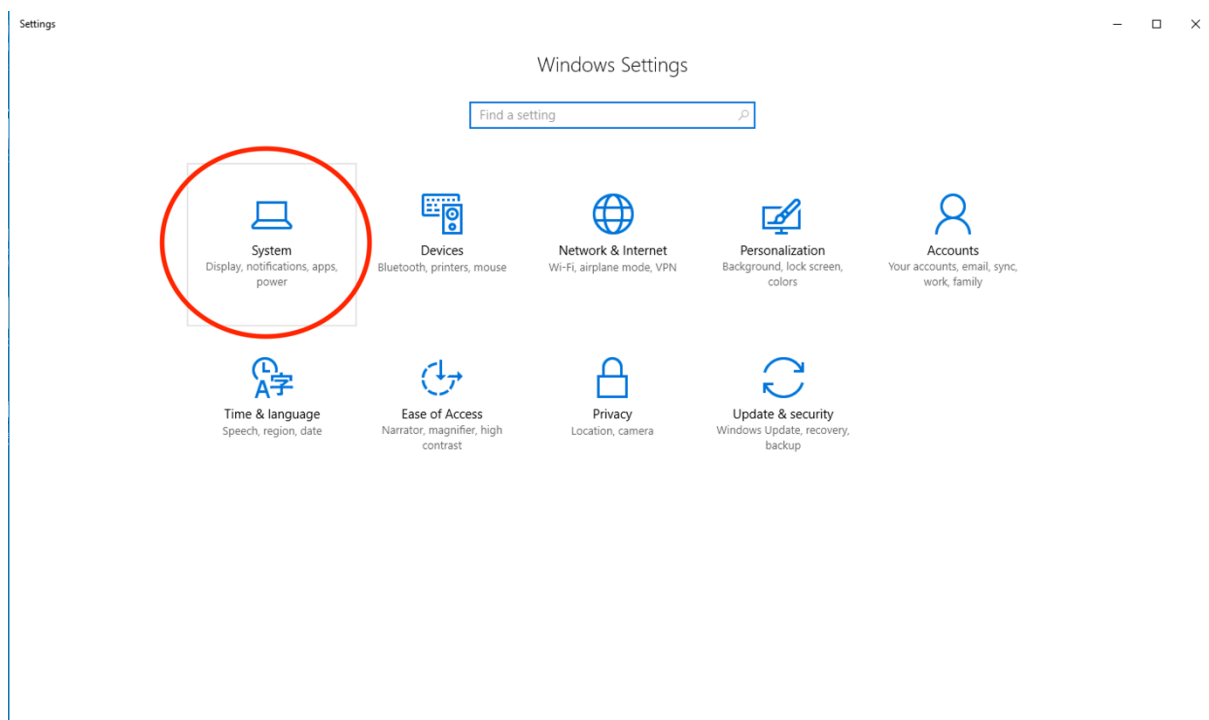 Settings
Windows Settings
Find a setting
System
Display, notifications, apps,
power
Devices
Bluetooth, printers, mouse
Network & Internet
Wi-Fi, airplane mode, VPN
Personalization
Background, lock screen,
colors
Accounts
Your accounts, email, sync,
work, family
A字
Time & language
Speech, region, date
Ease of Access
Narrator, magnifier, high
contrast
Privacy
Location, camera
Update & security
Windows Update, recovery,
backup